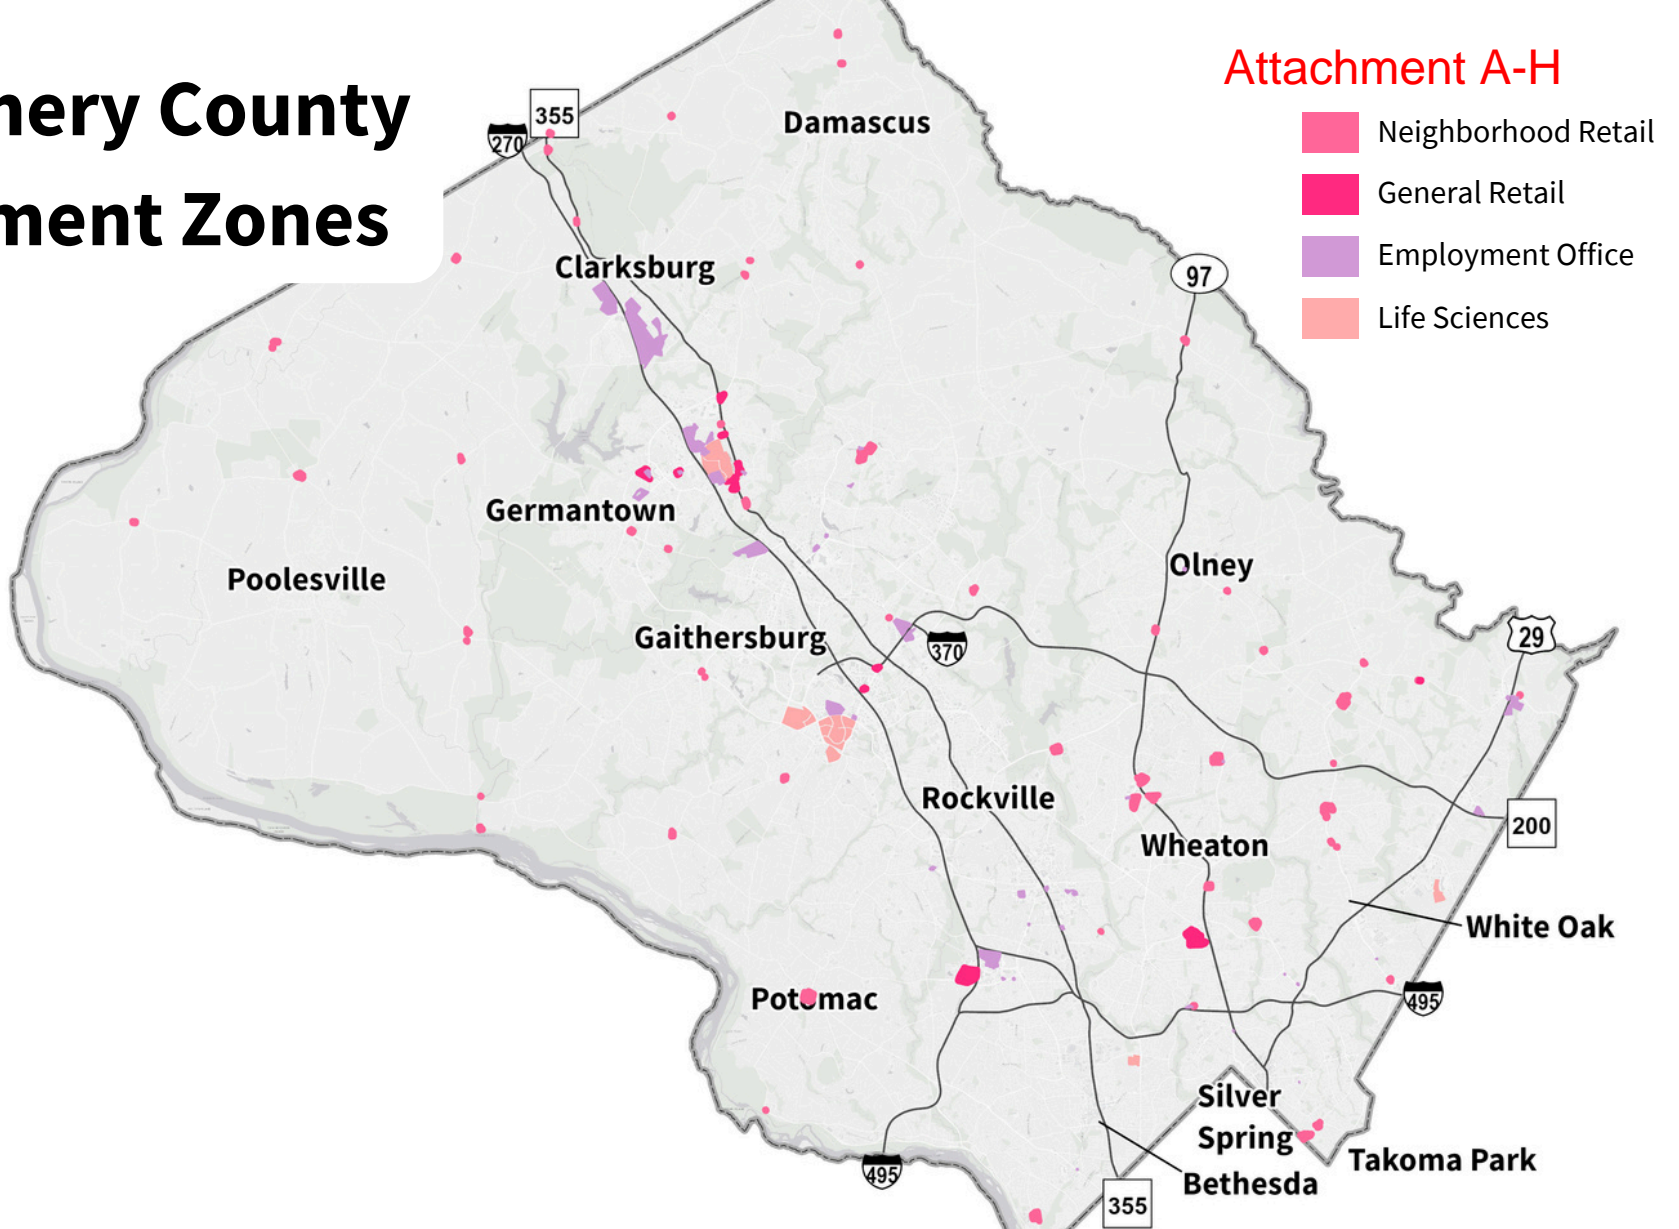 nery County
ment Zones
Attachment A-H
Neighborhood Retail
General Retail
Employment Office
Life Sciences
355
270
Damascus
Clarksburg
97
Germantown
Poolesville
Olney
Gaithersburg
370
29
Rockville
200
Wheaton
White Oak
Potomac
495
Silver
Spring
Takoma Park
Bethesda
495
355